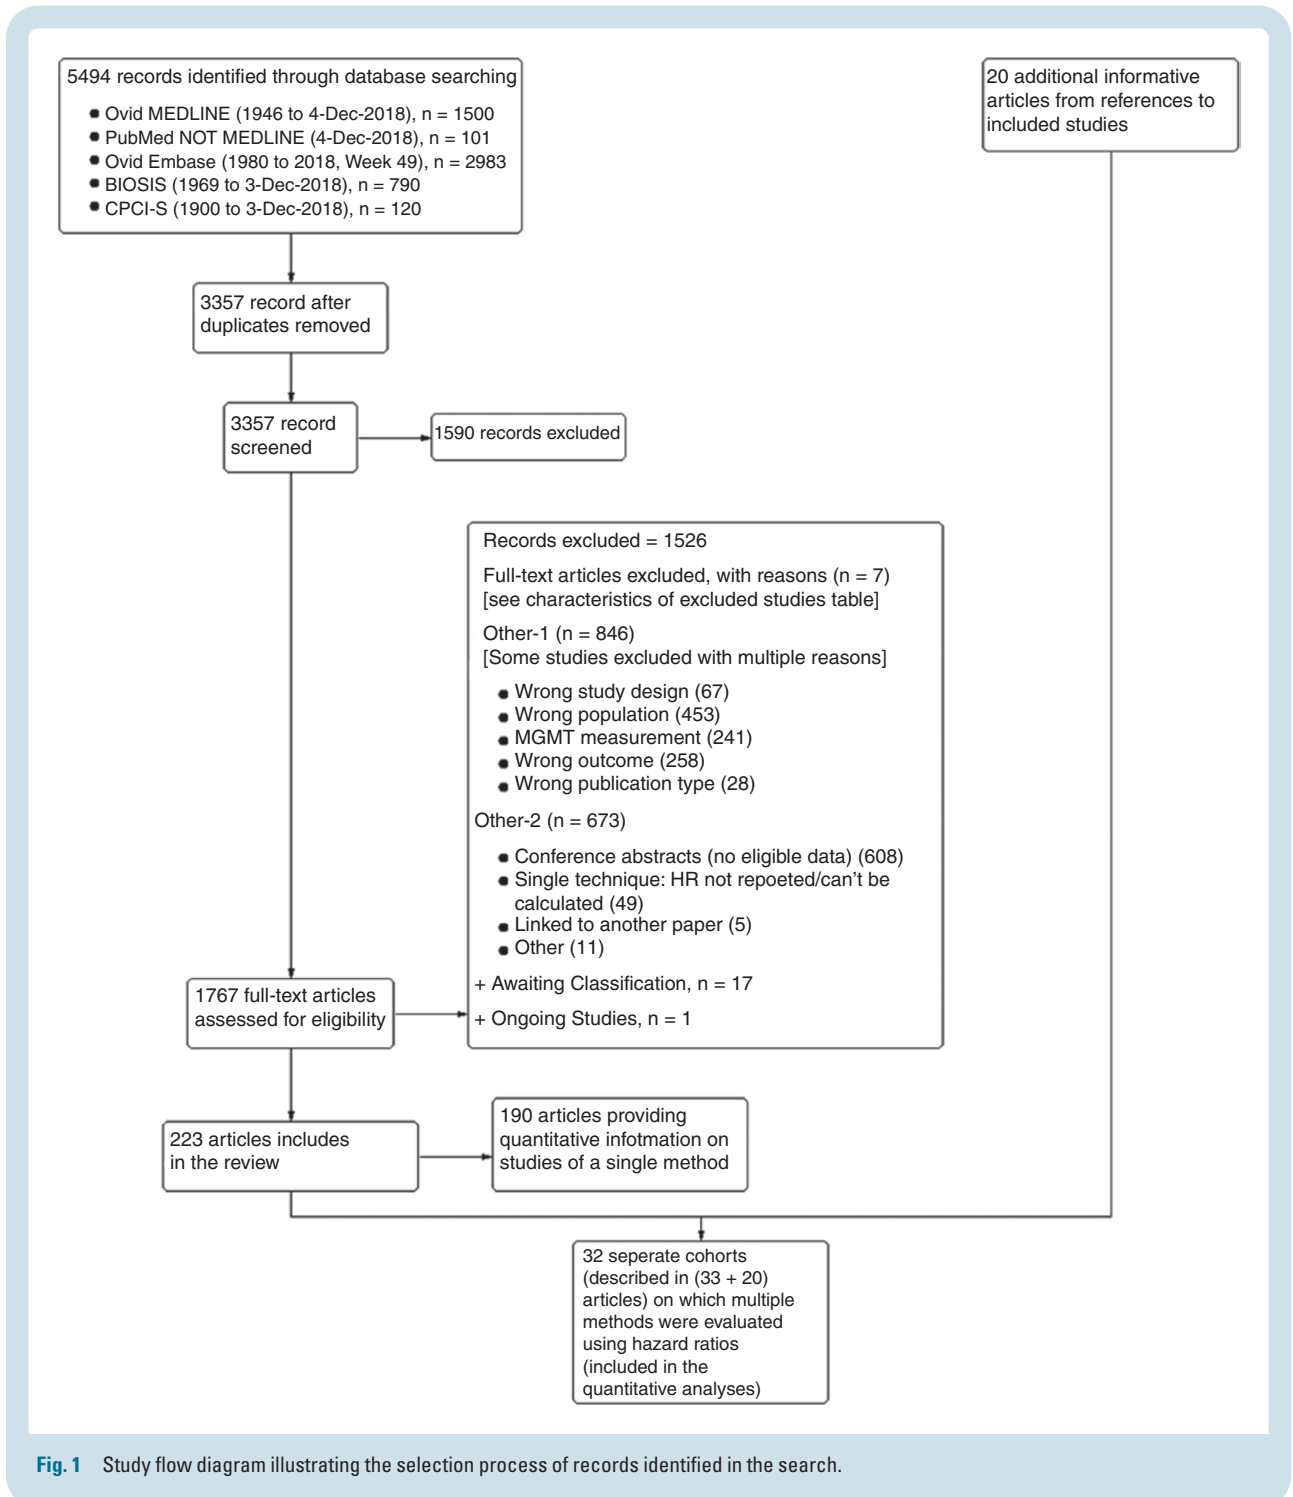 5494 records identified through database searching
● Ovid MEDLINE (1946 to 4-Dec-2018), n = 1500
● PubMed NOT MEDLINE (4-Dec-2018), n = 101
● Ovid Embase (1980 to 2018, Week 49), n = 2983
● BIOSIS (1969 to 3-Dec-2018), n = 790
● CPCI-S (1900 to 3-Dec-2018), n = 120
20 additional informative
articles from references to
included studies
3357 record after
duplicates removed
3357 record
screened
1590 records excluded
Records excluded = 1526
Full-text articles excluded, with reasons (n = 7)
[see characteristics of excluded studies table]
Other-1 (n = 846)
[Some studies excluded with multiple reasons]
● Wrong study design (67)
● Wrong population (453)
● MGMT measurement (241)
● Wrong outcome (258)
● Wrong publication type (28)
Other-2 (n = 673)
● Conference abstracts (no eligible data) (608)
● Single technique: HR not repoeted/can't be
calculated (49)
● Linked to another paper (5)
● Other (11)
+ Awaiting Classification, n = 17
+ Ongoing Studies, n = 1
1767 full-text articles
assessed for eligibility
223 articles includes
in the review
190 articles providing
quantitative infotmation on
studies of a single method
32 seperate cohorts
(described in (33 + 20)
articles) on which multiple
methods were evaluated
using hazard ratios
(included in the
quantitative analyses)
Fig. 1 Study flow diagram illustrating the selection process of records identified in the search.